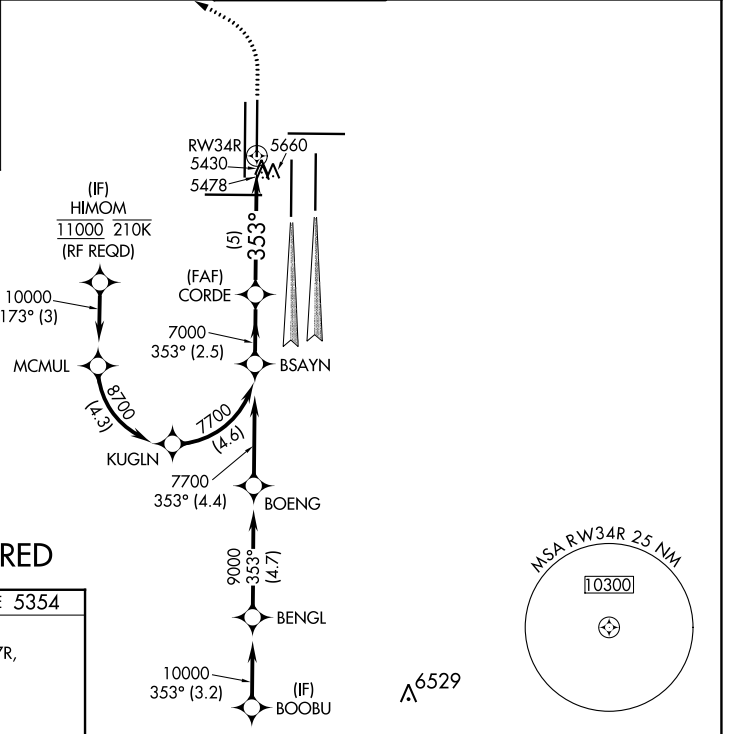 RW34R
5660
5430
5478
(IF)
HIMOM
11000 210K
(RF REQD)
353°
(5)
(FAF)
CORDE
10000
173° (3)
7000
353° (2.5)
MCMUL
BSAYN
8700
(4.3)
7700
(4.6)
KUGLN
7700
353° (4.4)
BOENG
RED
MSA RW34R 25 NM
10300
9000
353°
(4.7)
5354
BENGL
7R,
10000
353° (3.2)
(IF)
BOOBU
6529